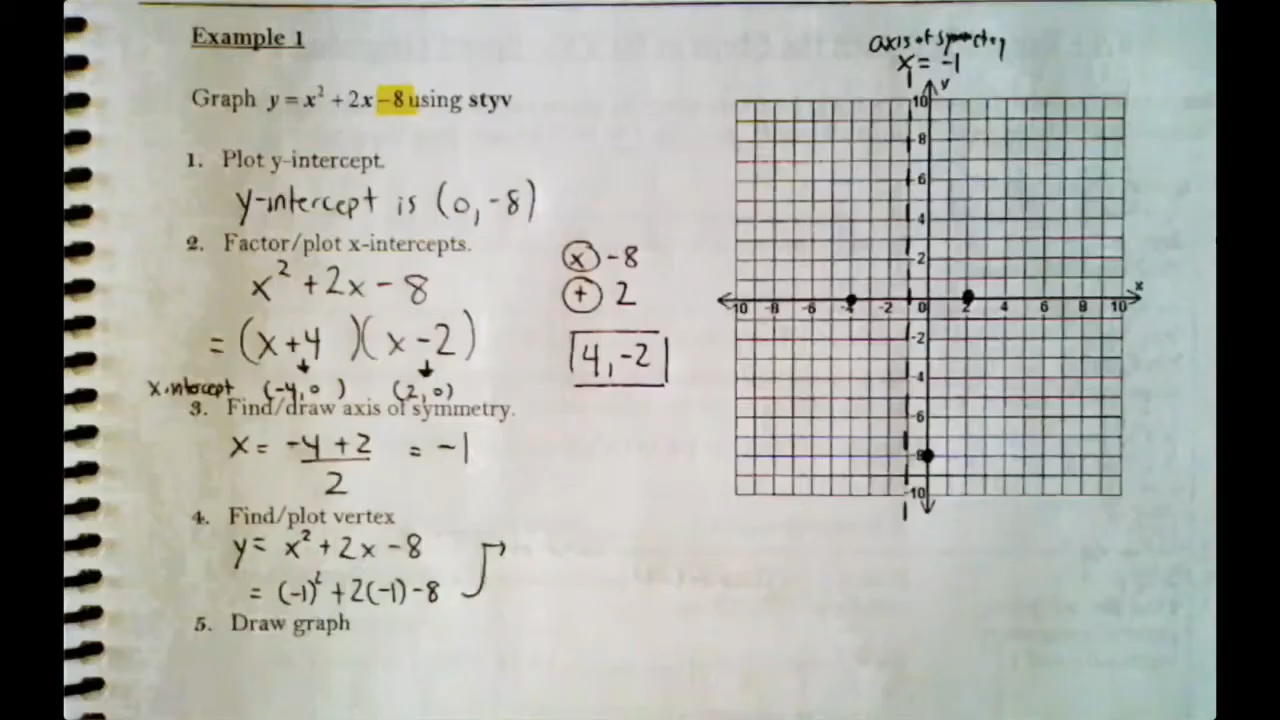 Example 1
Graph y = x² + 2x − 8 using styv
1. Plot y-intercept.
y-intercept is (0, -8)
2. Factor/plot x-intercepts.
x² + 2x - 8
= (x+4 )(x-2)
x-intercept (-4,0 ) (2,0)
3. Find/draw axis of symmetry.
x = -4 + 2 / 2 = -1
4. Find/plot vertex
y = x² + 2x - 8
= (-1)² + 2(-1) - 8
5. Draw graph
(x) -8
(+) 2
4, -2
axis of
x = -1
y
10
8
6
4
2
x
-10 -8 -6 -4 -2 0 2 4 6 8 10
-2
-4
-6
-8
-10